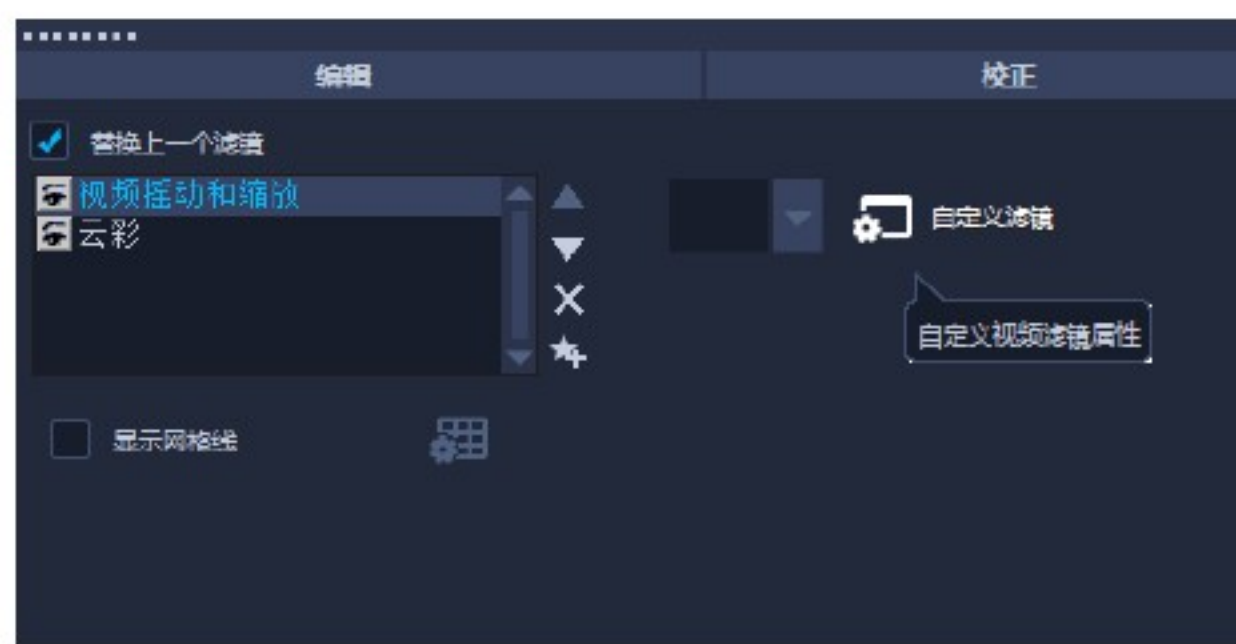 编辑
校正
替换上一个滤镜
视频摇动和缩放
云彩
自定义滤镜
自定义视频滤镜属性
显示网格线